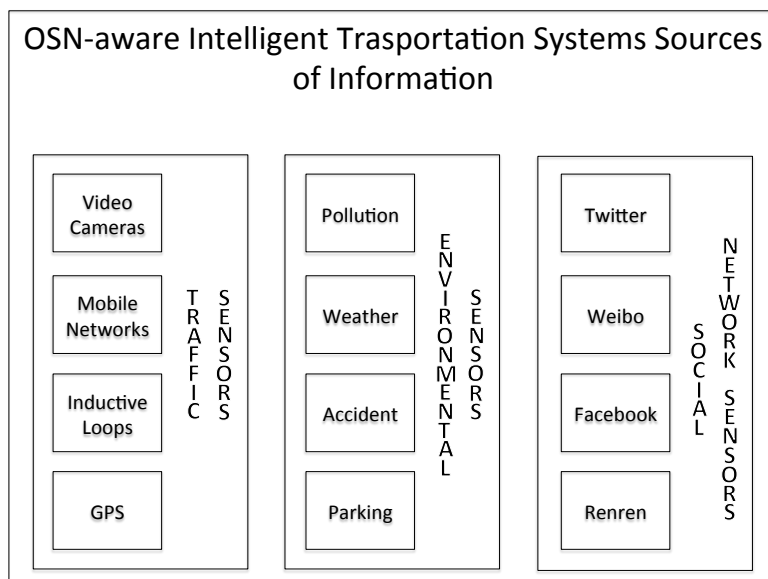 OSN-aware Intelligent Trasportation Systems Sources
of Information
Video
Cameras
Mobile
Networks
Inductive
Loops
GPS
TRAFFIC
SENSORS
Pollution
Weather
Accident
Parking
ENVIRONMENTAL
SENSORS
Twitter
Weibo
Facebook
Renren
SOCIAL
NETWORK SENSORS